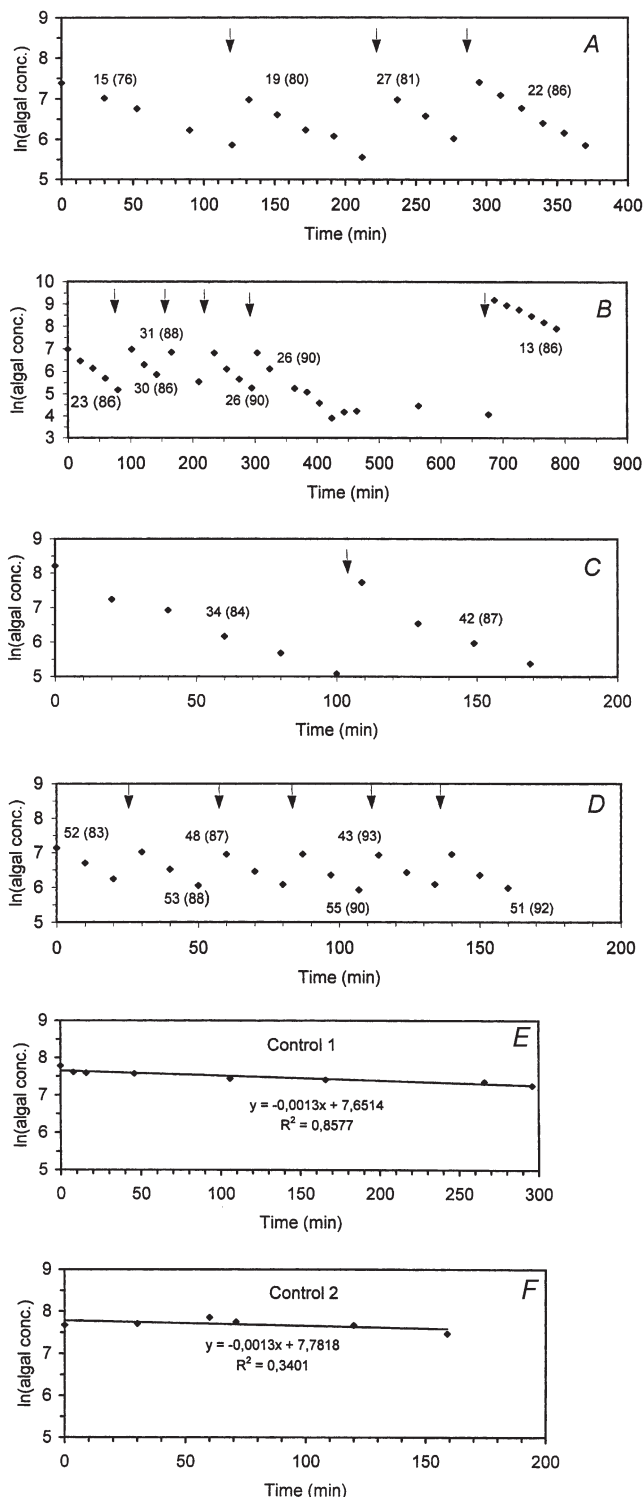 A
ln(algal conc.)
8
7
6
5
15 (76)
19 (80)
27 (81)
22 (86)
0 50 100 150 200 250 300 350 400
Time (min)
B
ln(algal conc.)
10
9
8
7
6
5
4
3
31 (88)
26 (90)
13 (86)
23 (86)
30 (86)
26 (90)
0 100 200 300 400 500 600 700 800 900
Time (min)
C
ln(algal conc.)
9
8
7
6
5
34 (84)
42 (87)
0 50 100 150 200
Time (min)
D
ln(algal conc.)
9
8
7
6
5
52 (83)
48 (87)
43 (93)
53 (88)
55 (90)
51 (92)
0 50 100 150 200
Time (min)
E
Control 1
ln(algal conc.)
9
8
7
6
5
y = -0,0013x + 7,6514
R² = 0,8577
0 50 100 150 200 250 300
Time (min)
F
Control 2
ln(algal conc.)
9
8
7
6
5
y = -0,0013x + 7,7818
R² = 0,3401
0 50 100 150 200
Time (min)